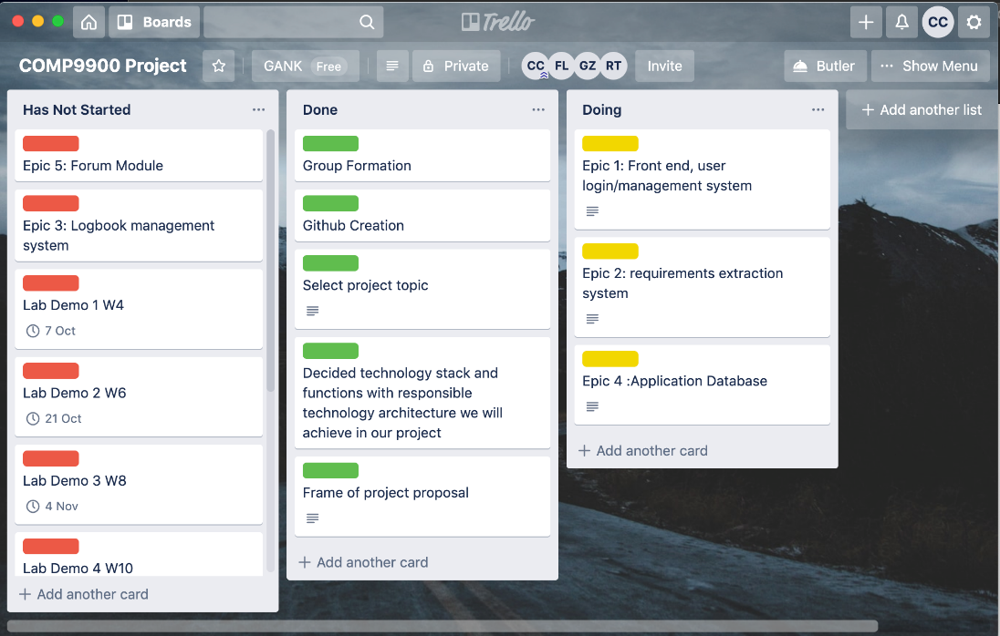 Boards
Trello
CC
COMP9900 Project
GANK Free
Private
CC FL GZ RT
Invite
Butler
Show Menu
Has Not Started
Epic 5: Forum Module
Epic 3: Logbook management
system
Lab Demo 1 W4
7 Oct
Lab Demo 2 W6
21 Oct
Lab Demo 3 W8
4 Nov
Lab Demo 4 W10
+ Add another card
Done
Group Formation
Github Creation
Select project topic
Decided technology stack and
functions with responsible
technology architecture we will
achieve in our project
Frame of project proposal
+ Add another card
Doing
Epic 1: Front end, user
login/management system
Epic 2: requirements extraction
system
Epic 4 :Application Database
+ Add another card
+ Add another list